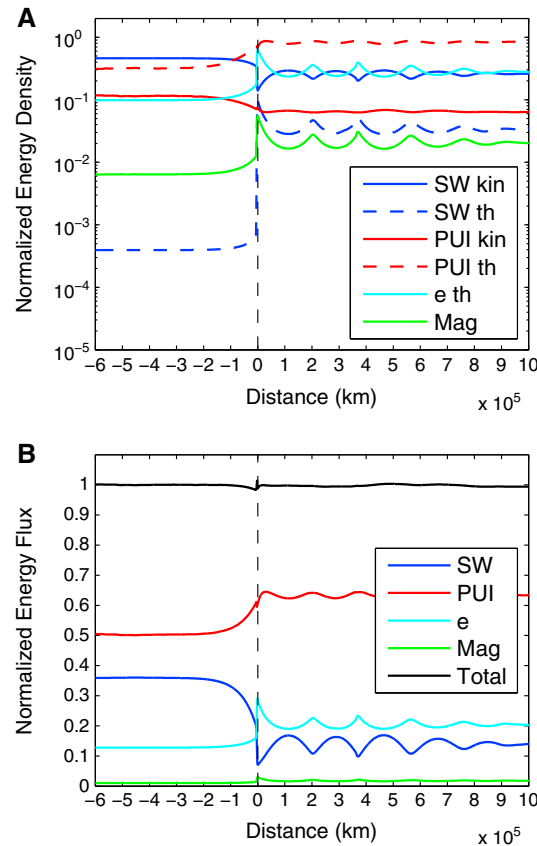 A
Normalized Energy Density
10^0
10^−1
10^−2
10^−3
10^−4
10^−5
SW kin
SW th
PUI kin
PUI th
e th
Mag
−6 −5 −4 −3 −2 −1 0 1 2 3 4 5 6 7 8 9 10
Distance (km)
x 10^5
B
Normalized Energy Flux
1
0.9
0.8
0.7
0.6
0.5
0.4
0.3
0.2
0.1
0
SW
PUI
e
Mag
Total
−6 −5 −4 −3 −2 −1 0 1 2 3 4 5 6 7 8 9 10
Distance (km)
x 10^5